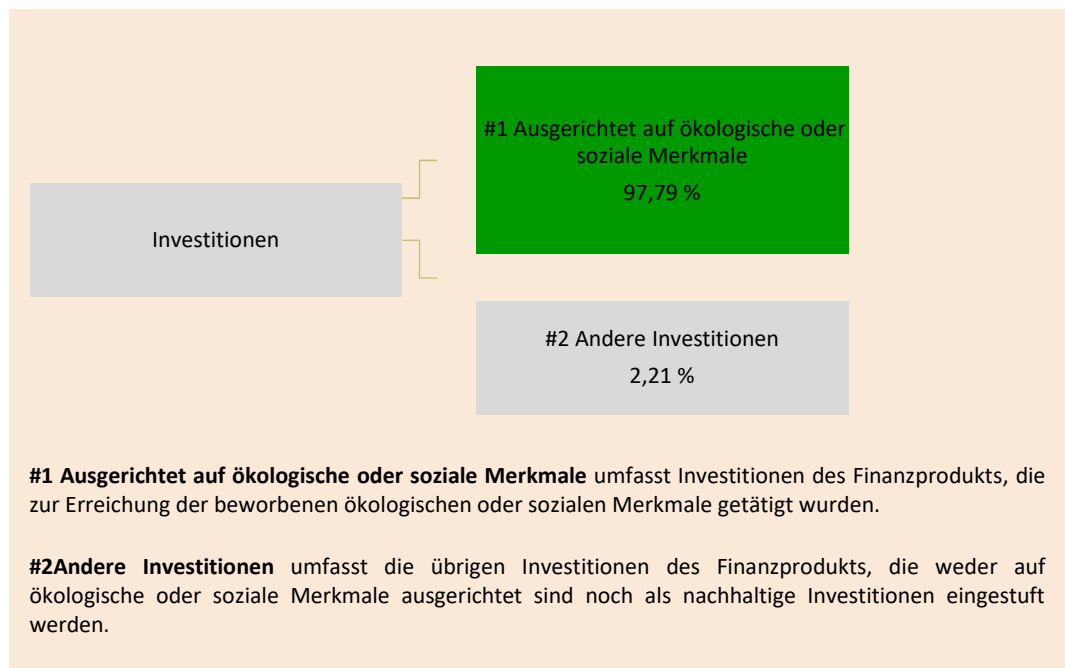 #1 Ausgerichtet auf ökologische oder
soziale Merkmale
97,79 %
Investitionen
#2 Andere Investitionen
2,21 %
#1 Ausgerichtet auf ökologische oder soziale Merkmale umfasst Investitionen des Finanzprodukts, die
zur Erreichung der beworbenen ökologischen oder sozialen Merkmale getätigt wurden.
#2Andere Investitionen umfasst die übrigen Investitionen des Finanzprodukts, die weder auf
ökologische oder soziale Merkmale ausgerichtet sind noch als nachhaltige Investitionen eingestuft
werden.